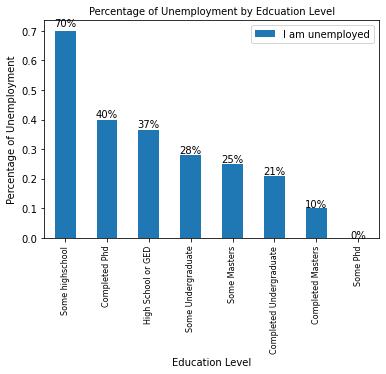 Percentage of Unemployment by Edcuation Level
I am unemployed
Percentage of Unemployment
0.7
0.6
0.5
0.4
0.3
0.2
0.1
0.0
70%
40%
37%
28%
25%
21%
10%
0%
Some highschool
Completed Phd
High School or GED
Some Undergraduate
Some Masters
Completed Undergraduate
Completed Masters
Some Phd
Education Level